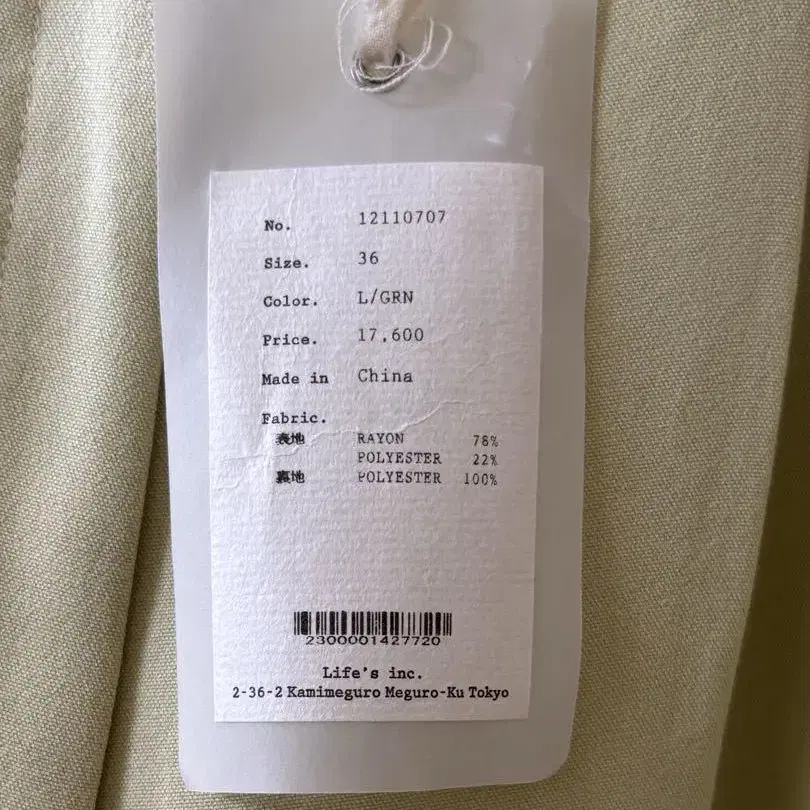 No. 12110707
Size. 36
Color. L/GRN
Price. 17,600
Made in China
Fabric.
表地 RAYON 78%
POLYESTER 22%
裏地 POLYESTER 100%
2300001427720
Life's inc.
2-36-2 Kamimeguro Meguro-Ku Tokyo